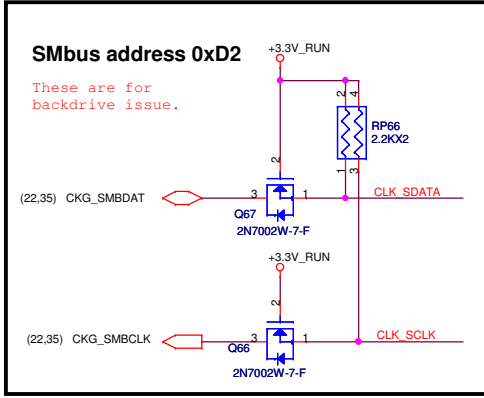 SMbus address 0xD2
+3.3V_RUN
These are for
backdrive issue.
2
4
RP66
2.2KX2
2
1
3
(22,35) CKG_SMBDAT
3
1
CLK_SDATA
Q67
2N7002W-7-F
+3.3V_RUN
2
(22,35) CKG_SMBCLK
3
1
CLK_SCLK
Q66
2N7002W-7-F